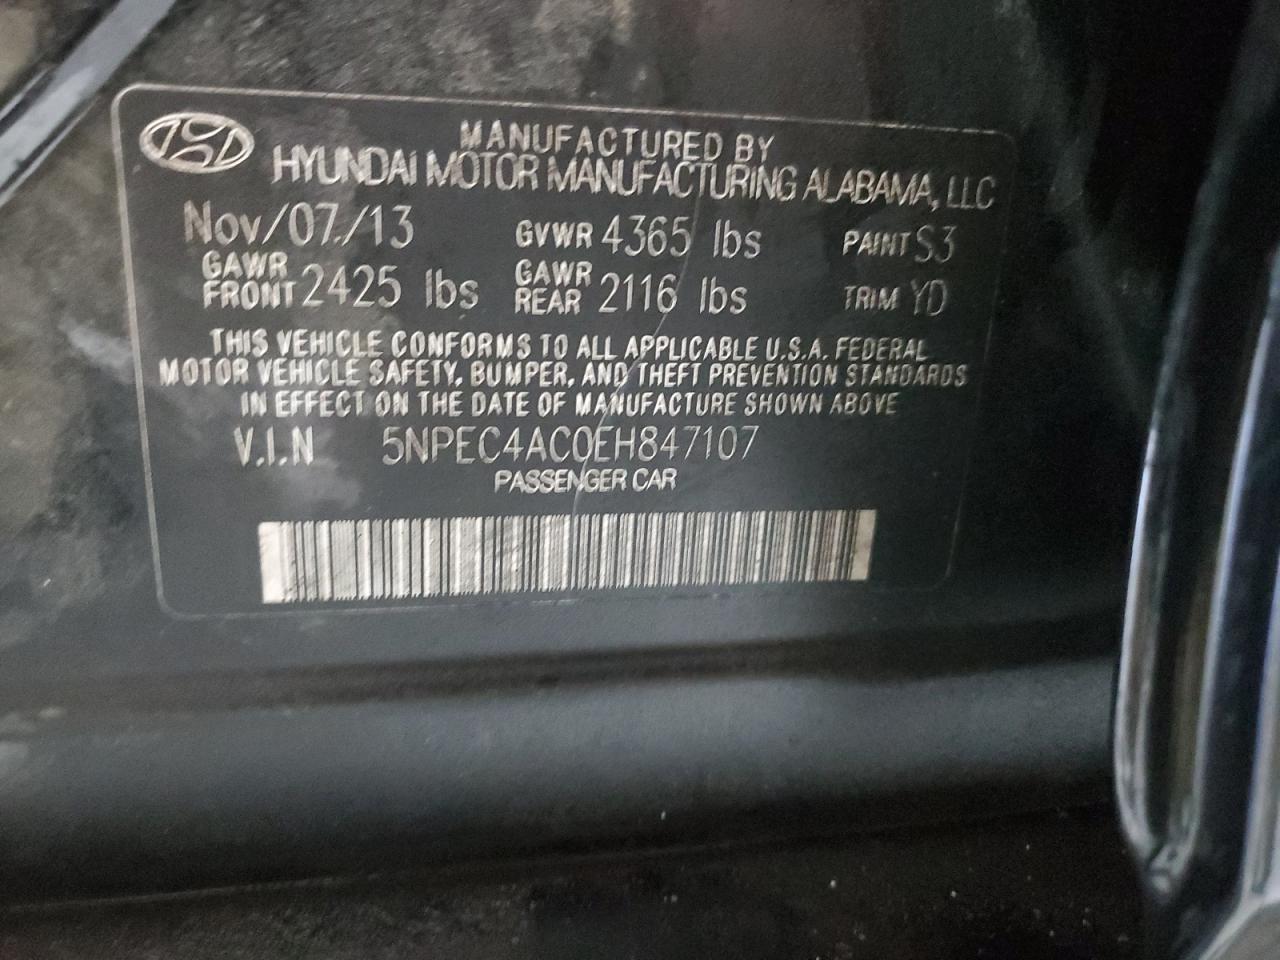 MANUFACTURED BY
HYUNDAI MOTOR MANUFACTURING ALABAMA, LLC
Nov/07./13 GVWR 4365 lbs PAINT S3
GAWR FRONT 2425 lbs GAWR REAR 2116 lbs TRIM YD
THIS VEHICLE CONFORMS TO ALL APPLICABLE U.S.A. FEDERAL
MOTOR VEHICLE SAFETY, BUMPER, AND THEFT PREVENTION STANDARDS
IN EFFECT ON THE DATE OF MANUFACTURE SHOWN ABOVE
V.I.N 5NPEC4AC0EH847107
PASSENGER CAR